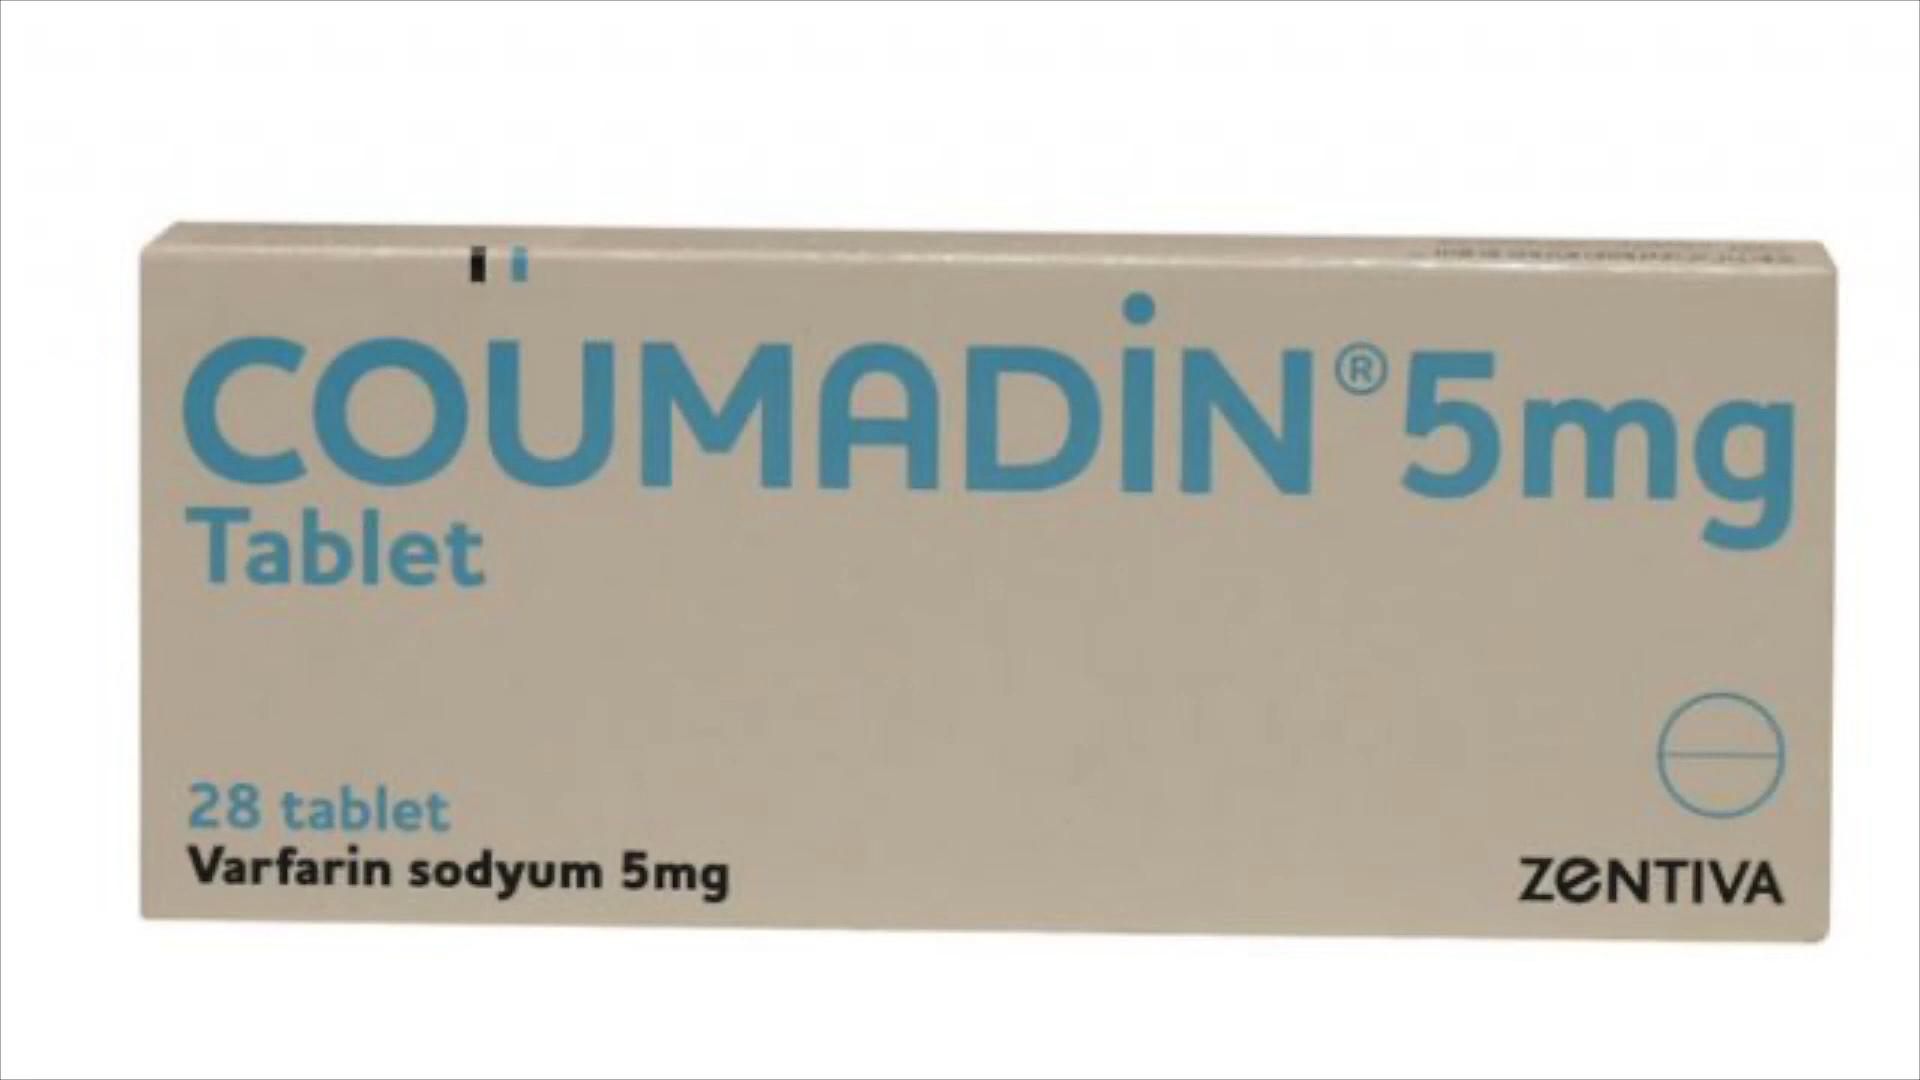 COUMADİN® 5mg
Tablet
28 tablet
Varfarin sodyum 5mg
ZENTIVA